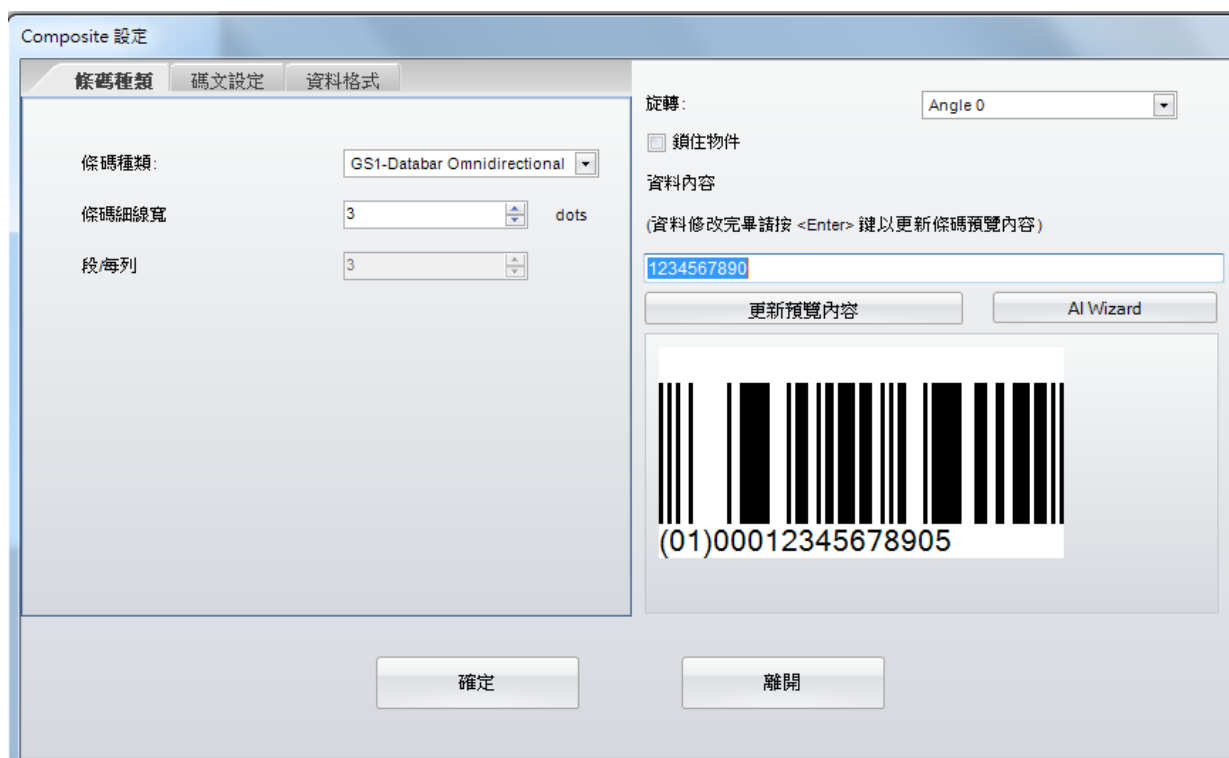 Composite 設定
條碼種類 碼文設定 資料格式
條碼種類: GS1-Databar Omnidirectional
條碼細線寬 3 dots
段/每列 3
旋轉: Angle 0
鎖住物件
資料內容
(資料修改完畢請按 <Enter> 鍵以更新條碼預覽內容)
1234567890
更新預覽內容 AI Wizard
(01)00012345678905
確定 離開